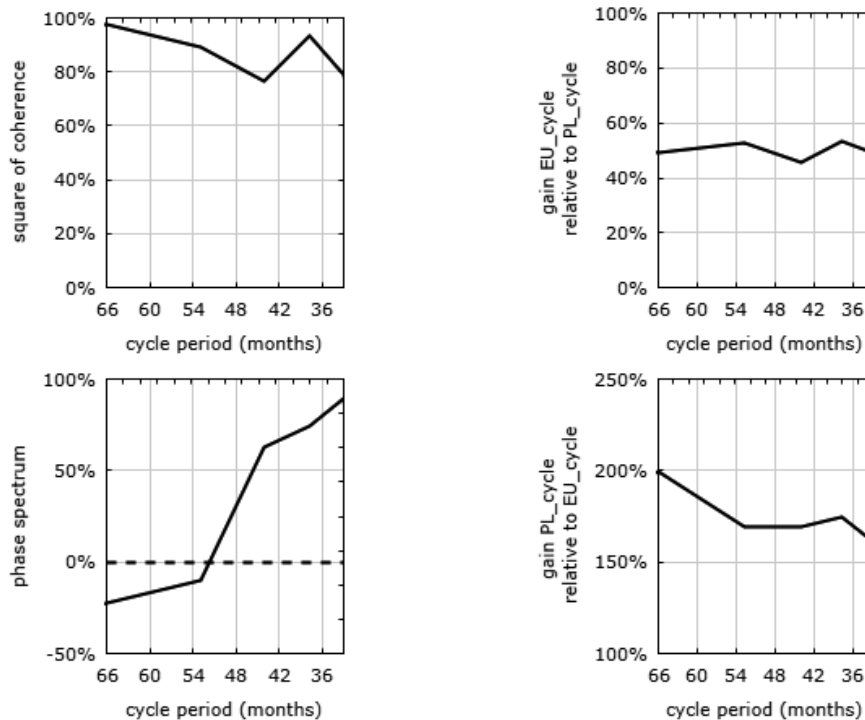 100%
80%
60%
40%
20%
0%
square of coherence
66 60 54 48 42 36
cycle period (months)
100%
80%
60%
40%
20%
0%
gain EU_cycle
relative to PL_cycle
66 60 54 48 42 36
cycle period (months)
100%
50%
0%
-50%
phase spectrum
66 60 54 48 42 36
cycle period (months)
250%
200%
150%
100%
gain PL_cycle
relative to EU_cycle
66 60 54 48 42 36
cycle period (months)